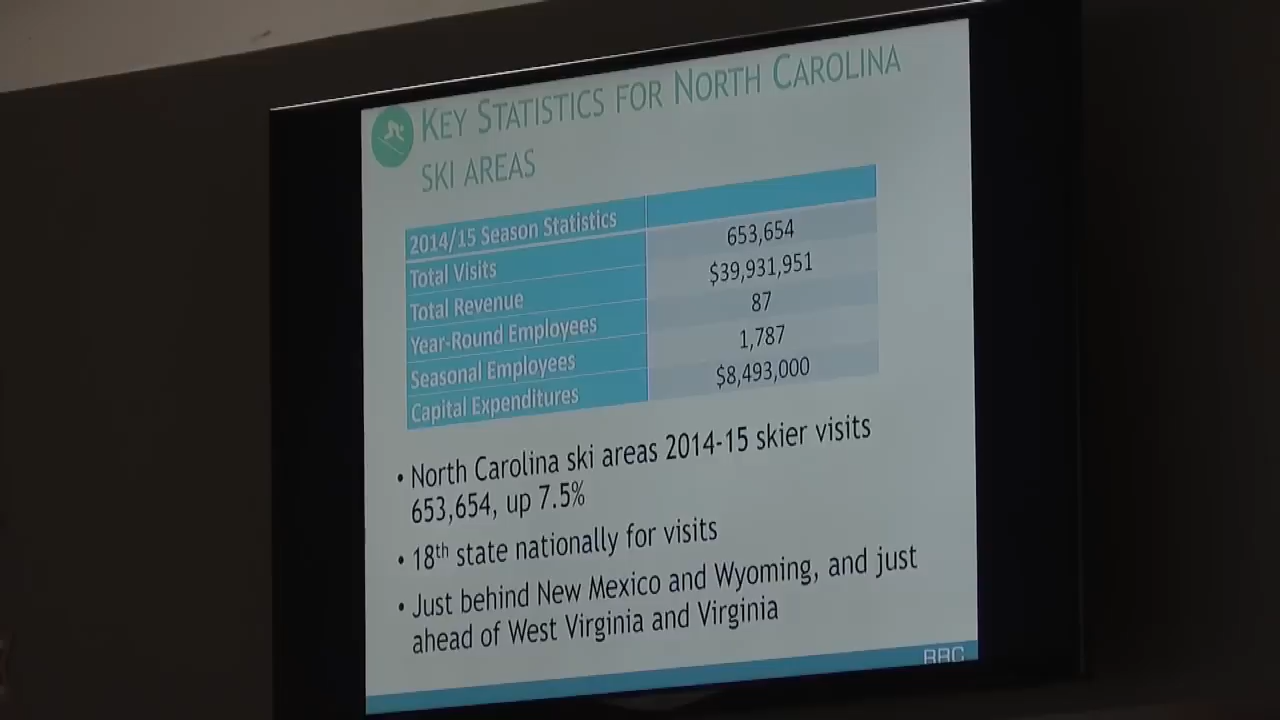 KEY STATISTICS FOR NORTH CAROLINA
SKI AREAS
2014/15 Season Statistics
Total Visits 653,654
Total Revenue $39,931,951
Year-Round Employees 87
Seasonal Employees 1,787
Capital Expenditures $8,493,000
• North Carolina ski areas 2014-15 skier visits
653,654, up 7.5%
• 18th state nationally for visits
• Just behind New Mexico and Wyoming, and just
ahead of West Virginia and Virginia
RRC